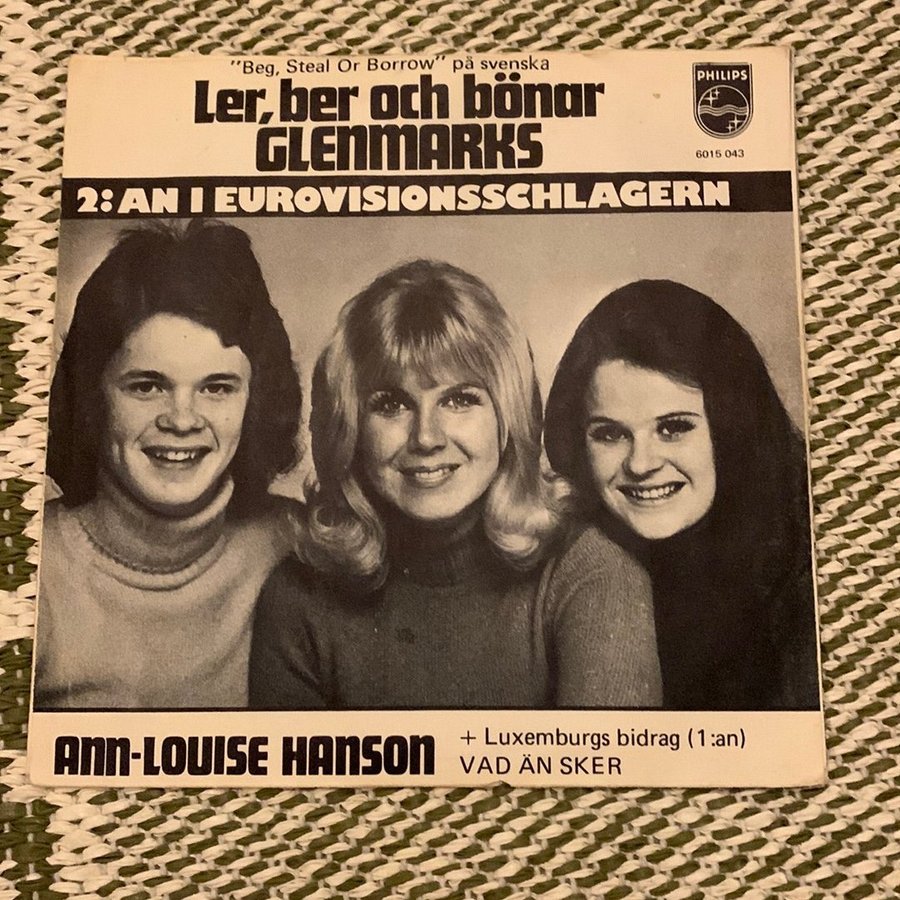 "Beg, Steal Or Borrow" på svenska
Ler, ber och bönar
GLENMARKS
PHILIPS
6015 043
2:AN I EUROVISIONSSCHLAGERN
ANN-LOUISE HANSON
+ Luxemburgs bidrag (1:an)
VAD ÄN SKER